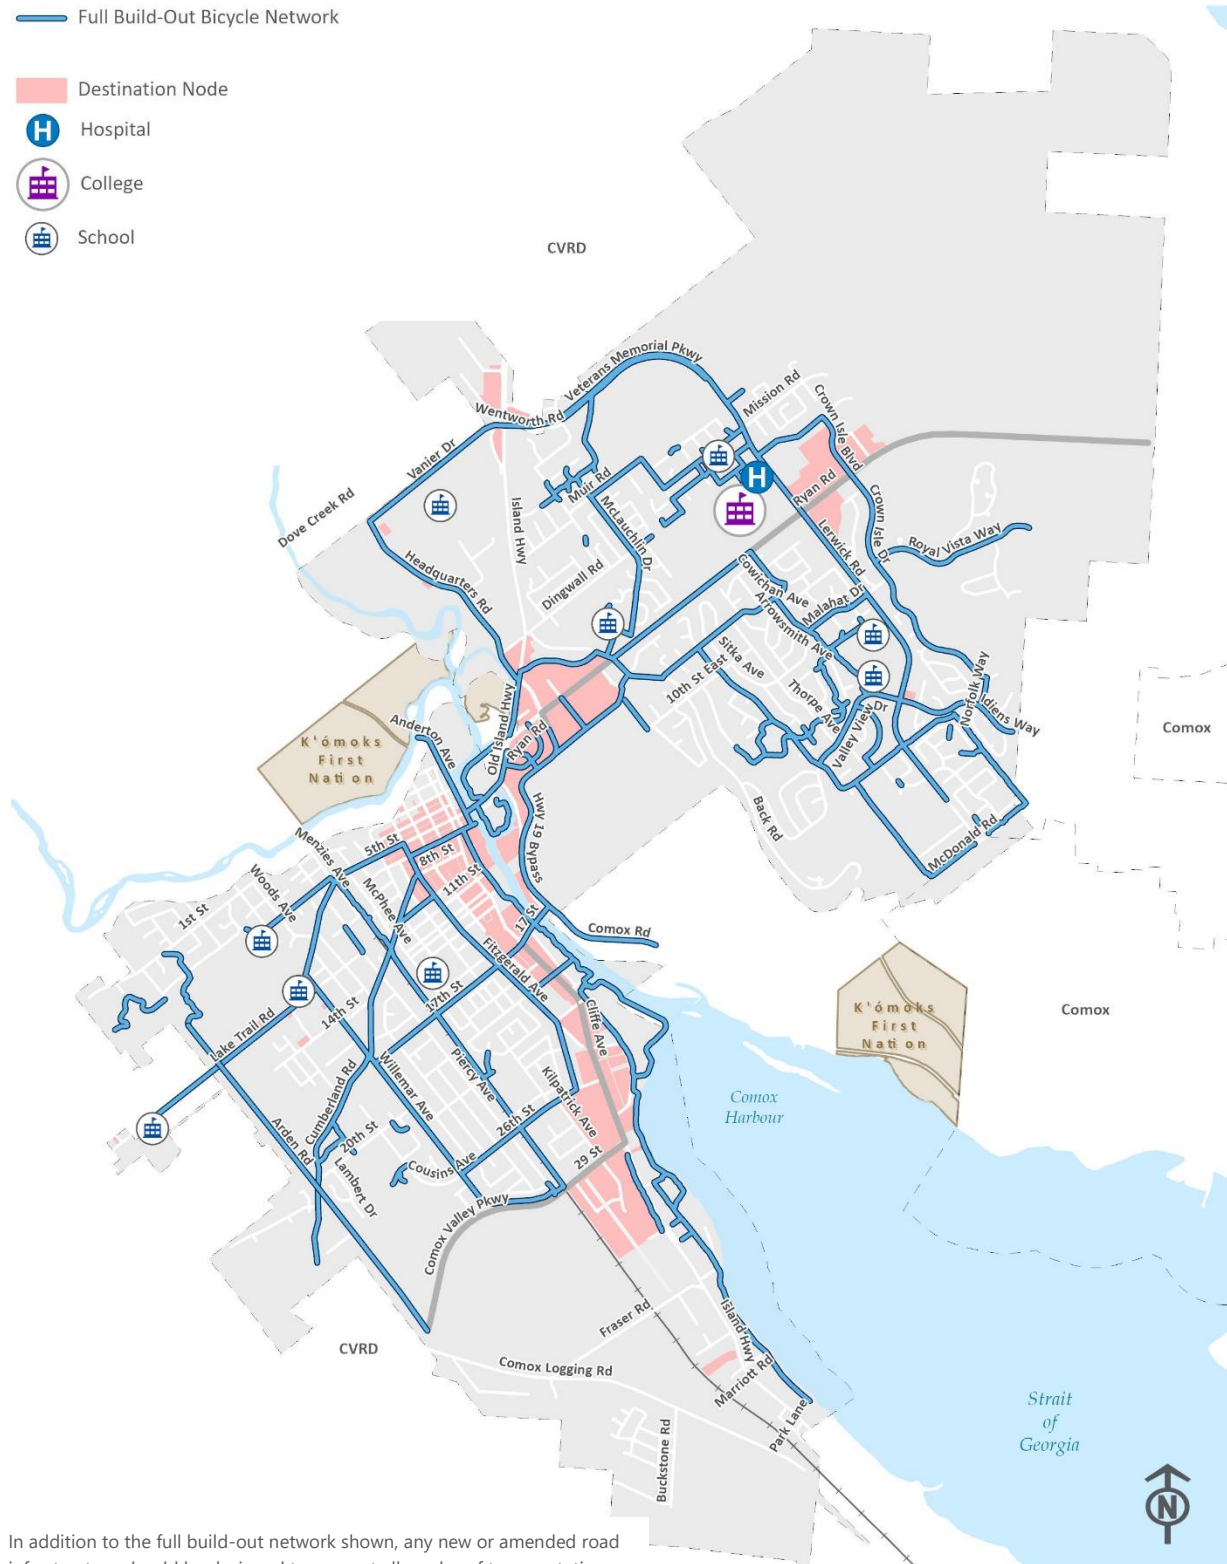 Full Build-Out Bicycle Network
Destination Node
Hospital
College
School
CVRD
Veterans Memorial Pkwy
Wentworth Rd
Mission Rd
Crown Isle Blvd
Vanier Dr
Dove Creek Rd
Island Hwy
Muir Rd
McLauchlin Dr
H
Ryan Rd
Crown Isle Dr
Lerwick Rd
Royal Vista Way
Headquarters Rd
Dingwall Rd
Cowichan Ave
Malahat Dr
Arrowsmith Ave
Sitka Ave
10th St East
Thorpe Ave
Valley View Dr
Norfolk Way
Idiens Way
Comox
Anderton Ave
Old Island Hwy
Ryan Rd
K'ómoks
First
Nation
Hwy 19 Bypass
Back Rd
McDonald Rd
Menzies Ave
5th St
8th St
11th St
Woods Ave
McPhee Ave
1st St
17 St
Comox Rd
Fitzgerald Ave
17th St
14th St
Lake Trail Rd
Cliffe Ave
K'ómoks
First
Nation
Comox
Comox
Harbour
Cumberland Rd
Willemar Ave
Piercy Ave
Kilpatrick Ave
26th St
20th St
Arden Rd
Cousins Ave
29 St
Lambert Dr
Comox Valley Pkwy
Fraser Rd
Island Hwy
CVRD
Comox Logging Rd
Marriott Rd
Park Lane
Buckstone Rd
Strait
of
Georgia
N
In addition to the full build-out network shown, any new or amended road